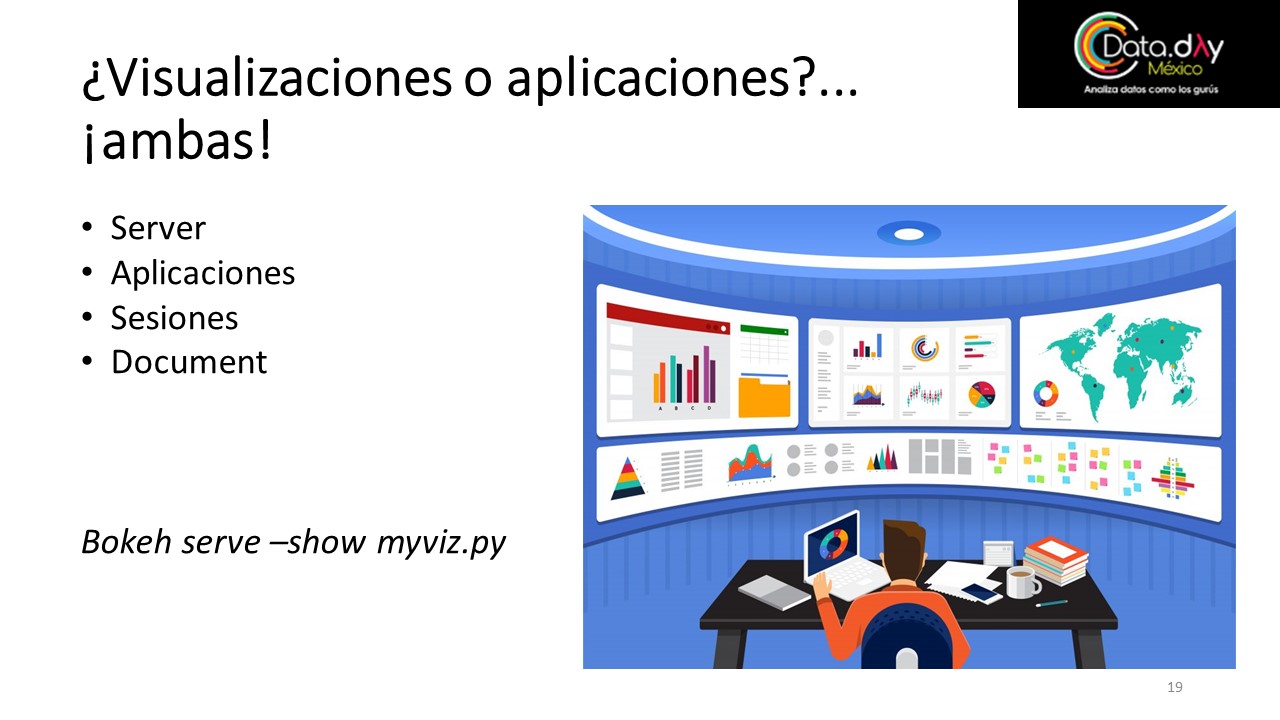 ¿Visualizaciones o aplicaciones?...
¡ambas!
Data.dλy
México
Analiza datos como los gurús
• Server
• Aplicaciones
• Sesiones
• Document
A B C D
Bokeh serve –show myviz.py
19